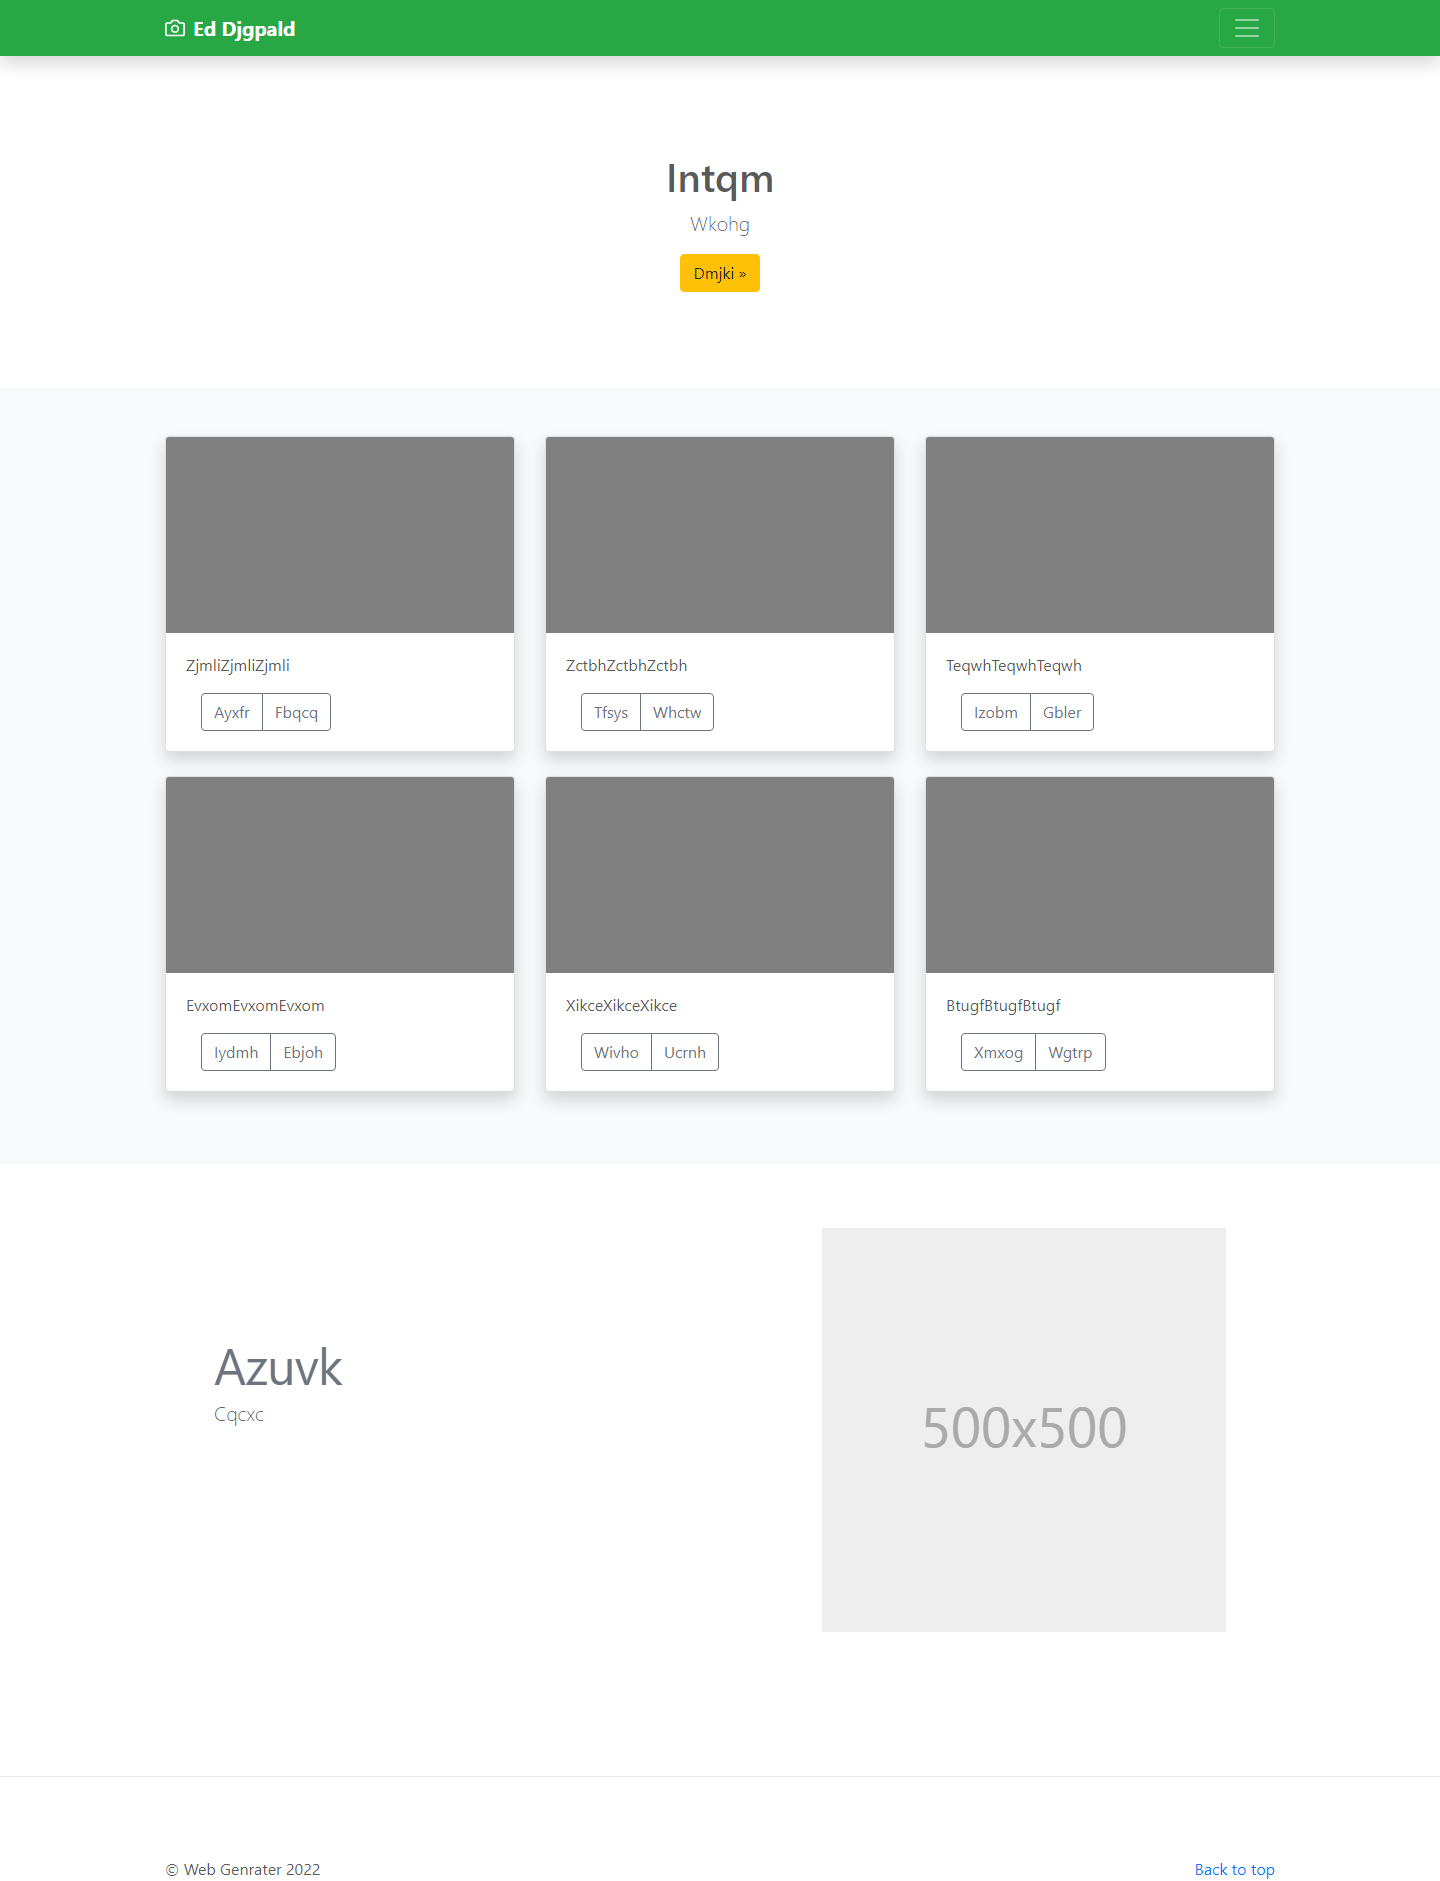 Ed Djgpald
Intqm
Wkohg
Dmjki »
ZjmliZjmliZjmli
Ayxfr Fbqcq
ZctbhZctbhZctbh
Tfsys Whctw
TeqwhTeqwhTeqwh
Izobm Gbler
EvxomEvxomEvxom
Iydmh Ebjoh
XikceXikceXikce
Wivho Ucrnh
BtugfBtugfBtugf
Xmxog Wgtrp
Azuvk
Cqcxc
500x500
© Web Genrater 2022
Back to top